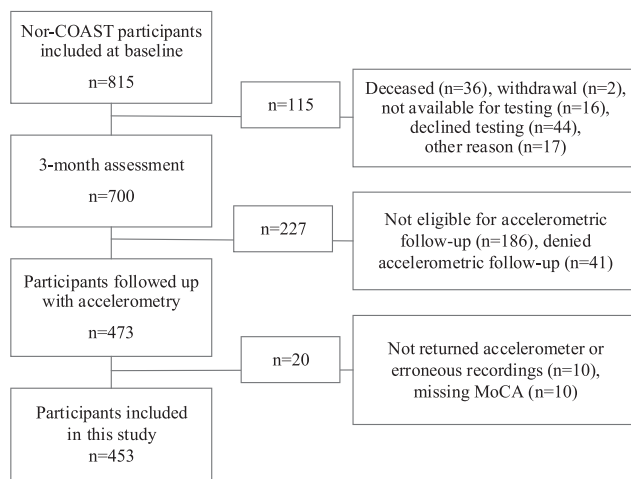 Nor-COAST participants
included at baseline
n=815
n=115
Deceased (n=36), withdrawal (n=2),
not available for testing (n=16),
declined testing (n=44),
other reason (n=17)
3-month assessment
n=700
n=227
Not eligible for accelerometric
follow-up (n=186), denied
accelerometric follow-up (n=41)
Participants followed up
with accelerometry
n=473
n=20
Not returned accelerometer or
erroneous recordings (n=10),
missing MoCA (n=10)
Participants included
in this study
n=453